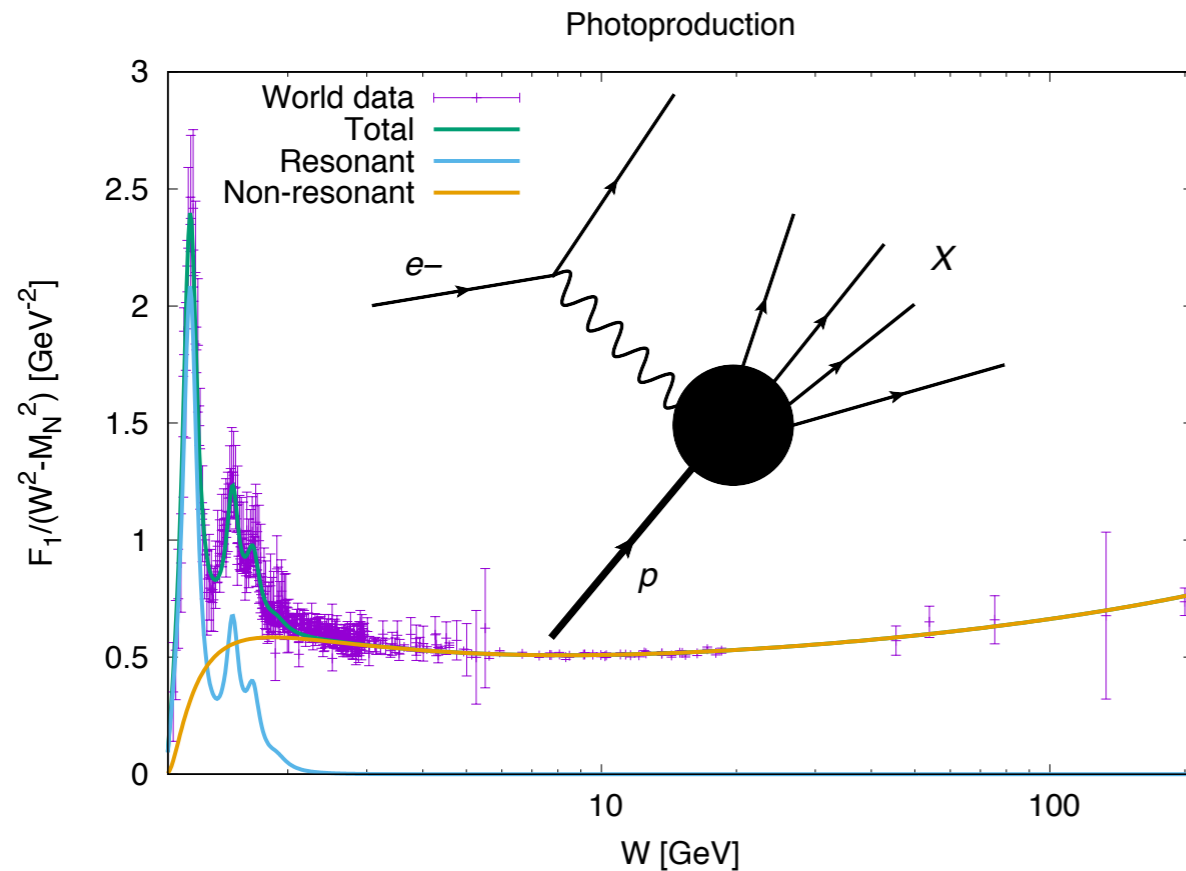 Photoproduction
World data
Total
Resonant
Non-resonant
e–
X
p
F₁/(W²-M_N²) [GeV⁻²]
3
2.5
2
1.5
1
0.5
0
10
100
W [GeV]